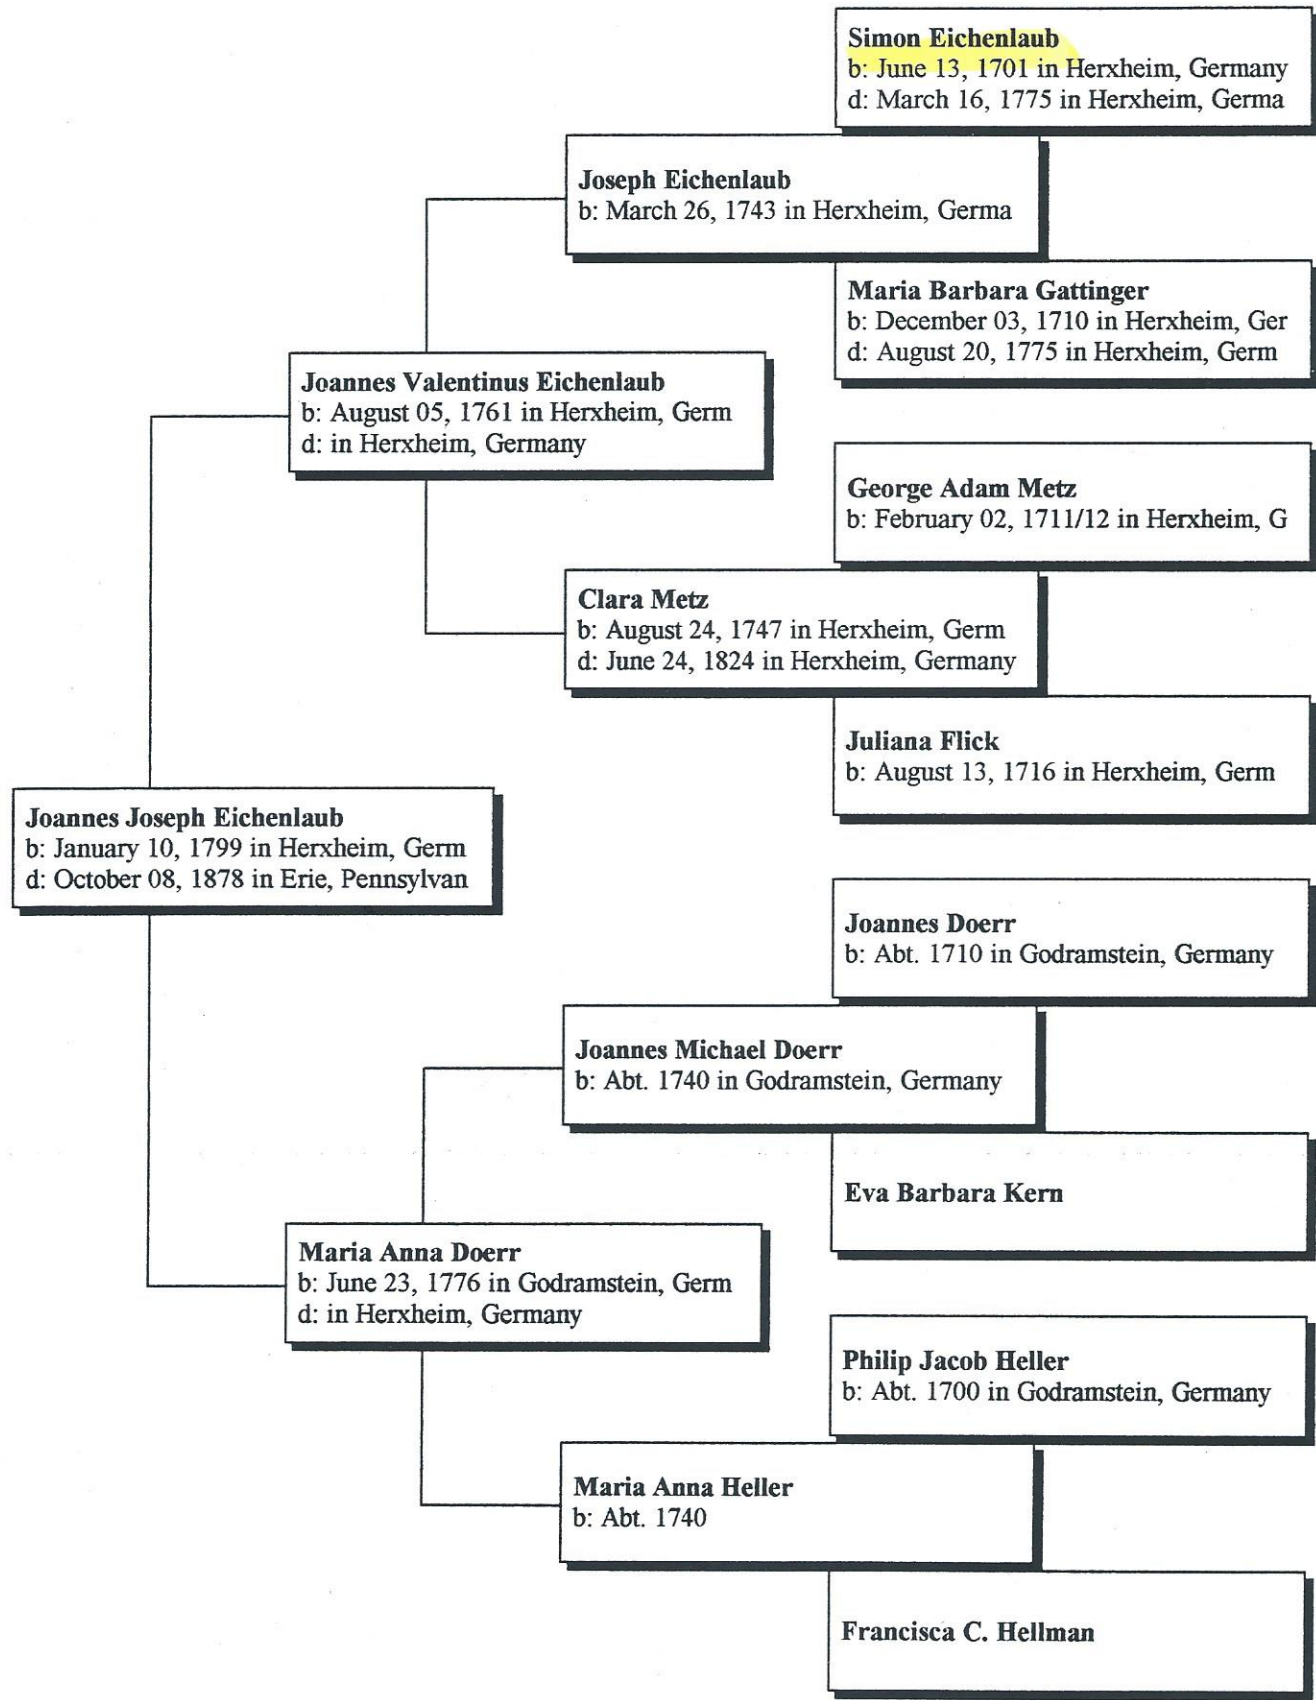 Simon Eichenlaub
b: June 13, 1701 in Herxheim, Germany
d: March 16, 1775 in Herxheim, Germa
Joseph Eichenlaub
b: March 26, 1743 in Herxheim, Germa
Maria Barbara Gattinger
b: December 03, 1710 in Herxheim, Ger
d: August 20, 1775 in Herxheim, Germ
Joannes Valentinus Eichenlaub
b: August 05, 1761 in Herxheim, Germ
d: in Herxheim, Germany
George Adam Metz
b: February 02, 1711/12 in Herxheim, G
Clara Metz
b: August 24, 1747 in Herxheim, Germ
d: June 24, 1824 in Herxheim, Germany
Juliana Flick
b: August 13, 1716 in Herxheim, Germ
Joannes Joseph Eichenlaub
b: January 10, 1799 in Herxheim, Germ
d: October 08, 1878 in Erie, Pennsylvan
Joannes Doerr
b: Abt. 1710 in Godramstein, Germany
Joannes Michael Doerr
b: Abt. 1740 in Godramstein, Germany
Eva Barbara Kern
Maria Anna Doerr
b: June 23, 1776 in Godramstein, Germ
d: in Herxheim, Germany
Philip Jacob Heller
b: Abt. 1700 in Godramstein, Germany
Maria Anna Heller
b: Abt. 1740
Francisca C. Hellman